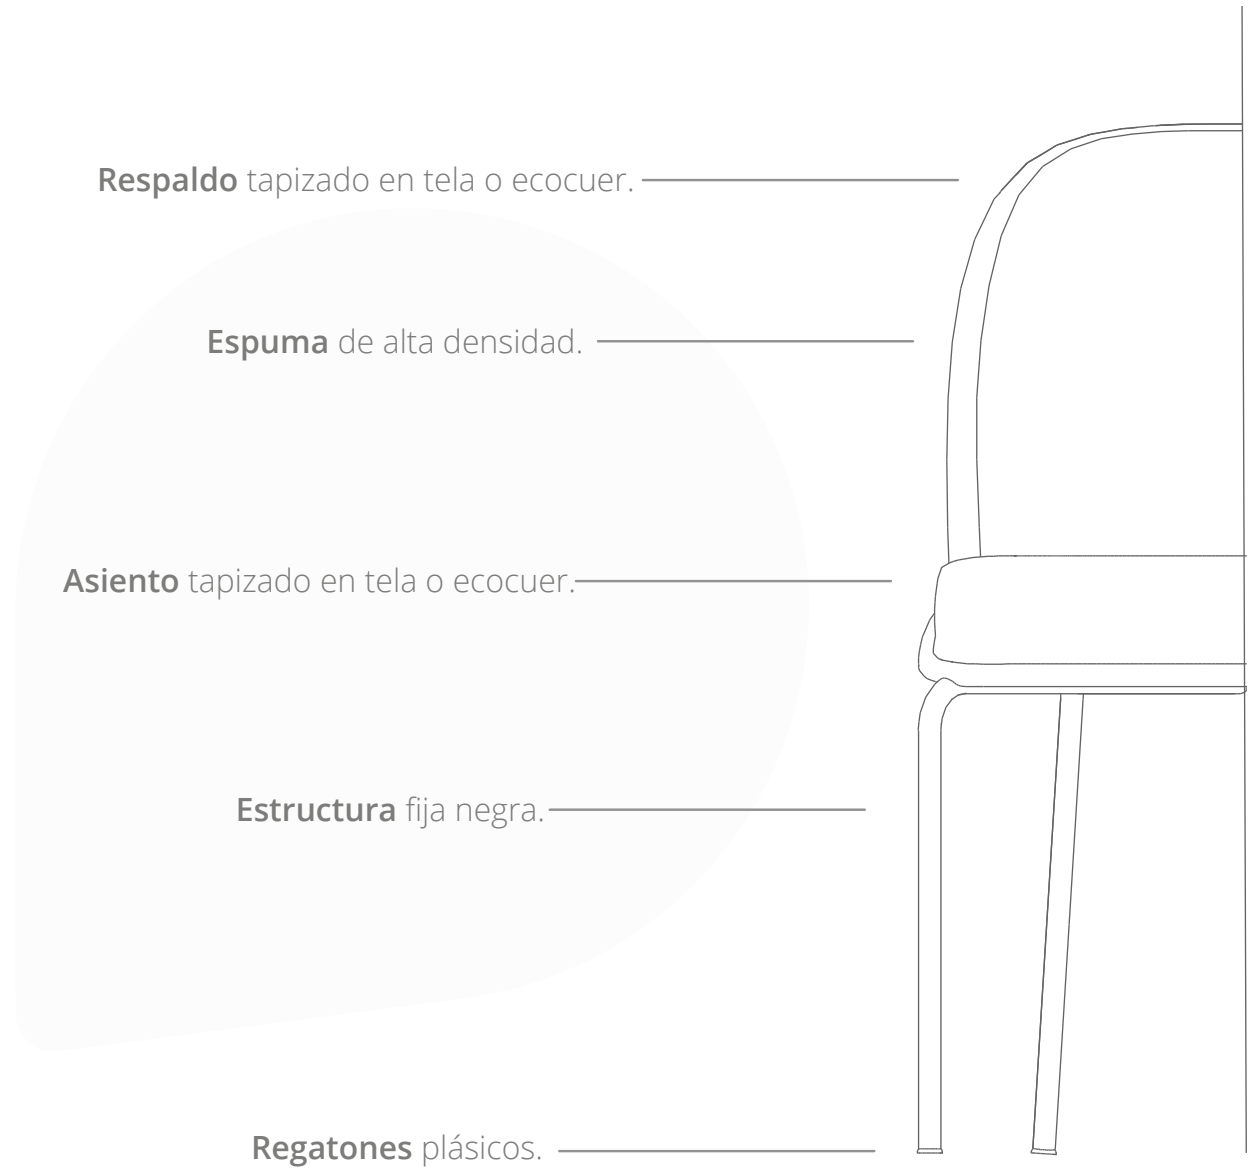 Respaldo tapizado en tela o ecocuer.
Espuma de alta densidad.
Asiento tapizado en tela o ecocuer.
Estructura fija negra.
Regatones plásicos.